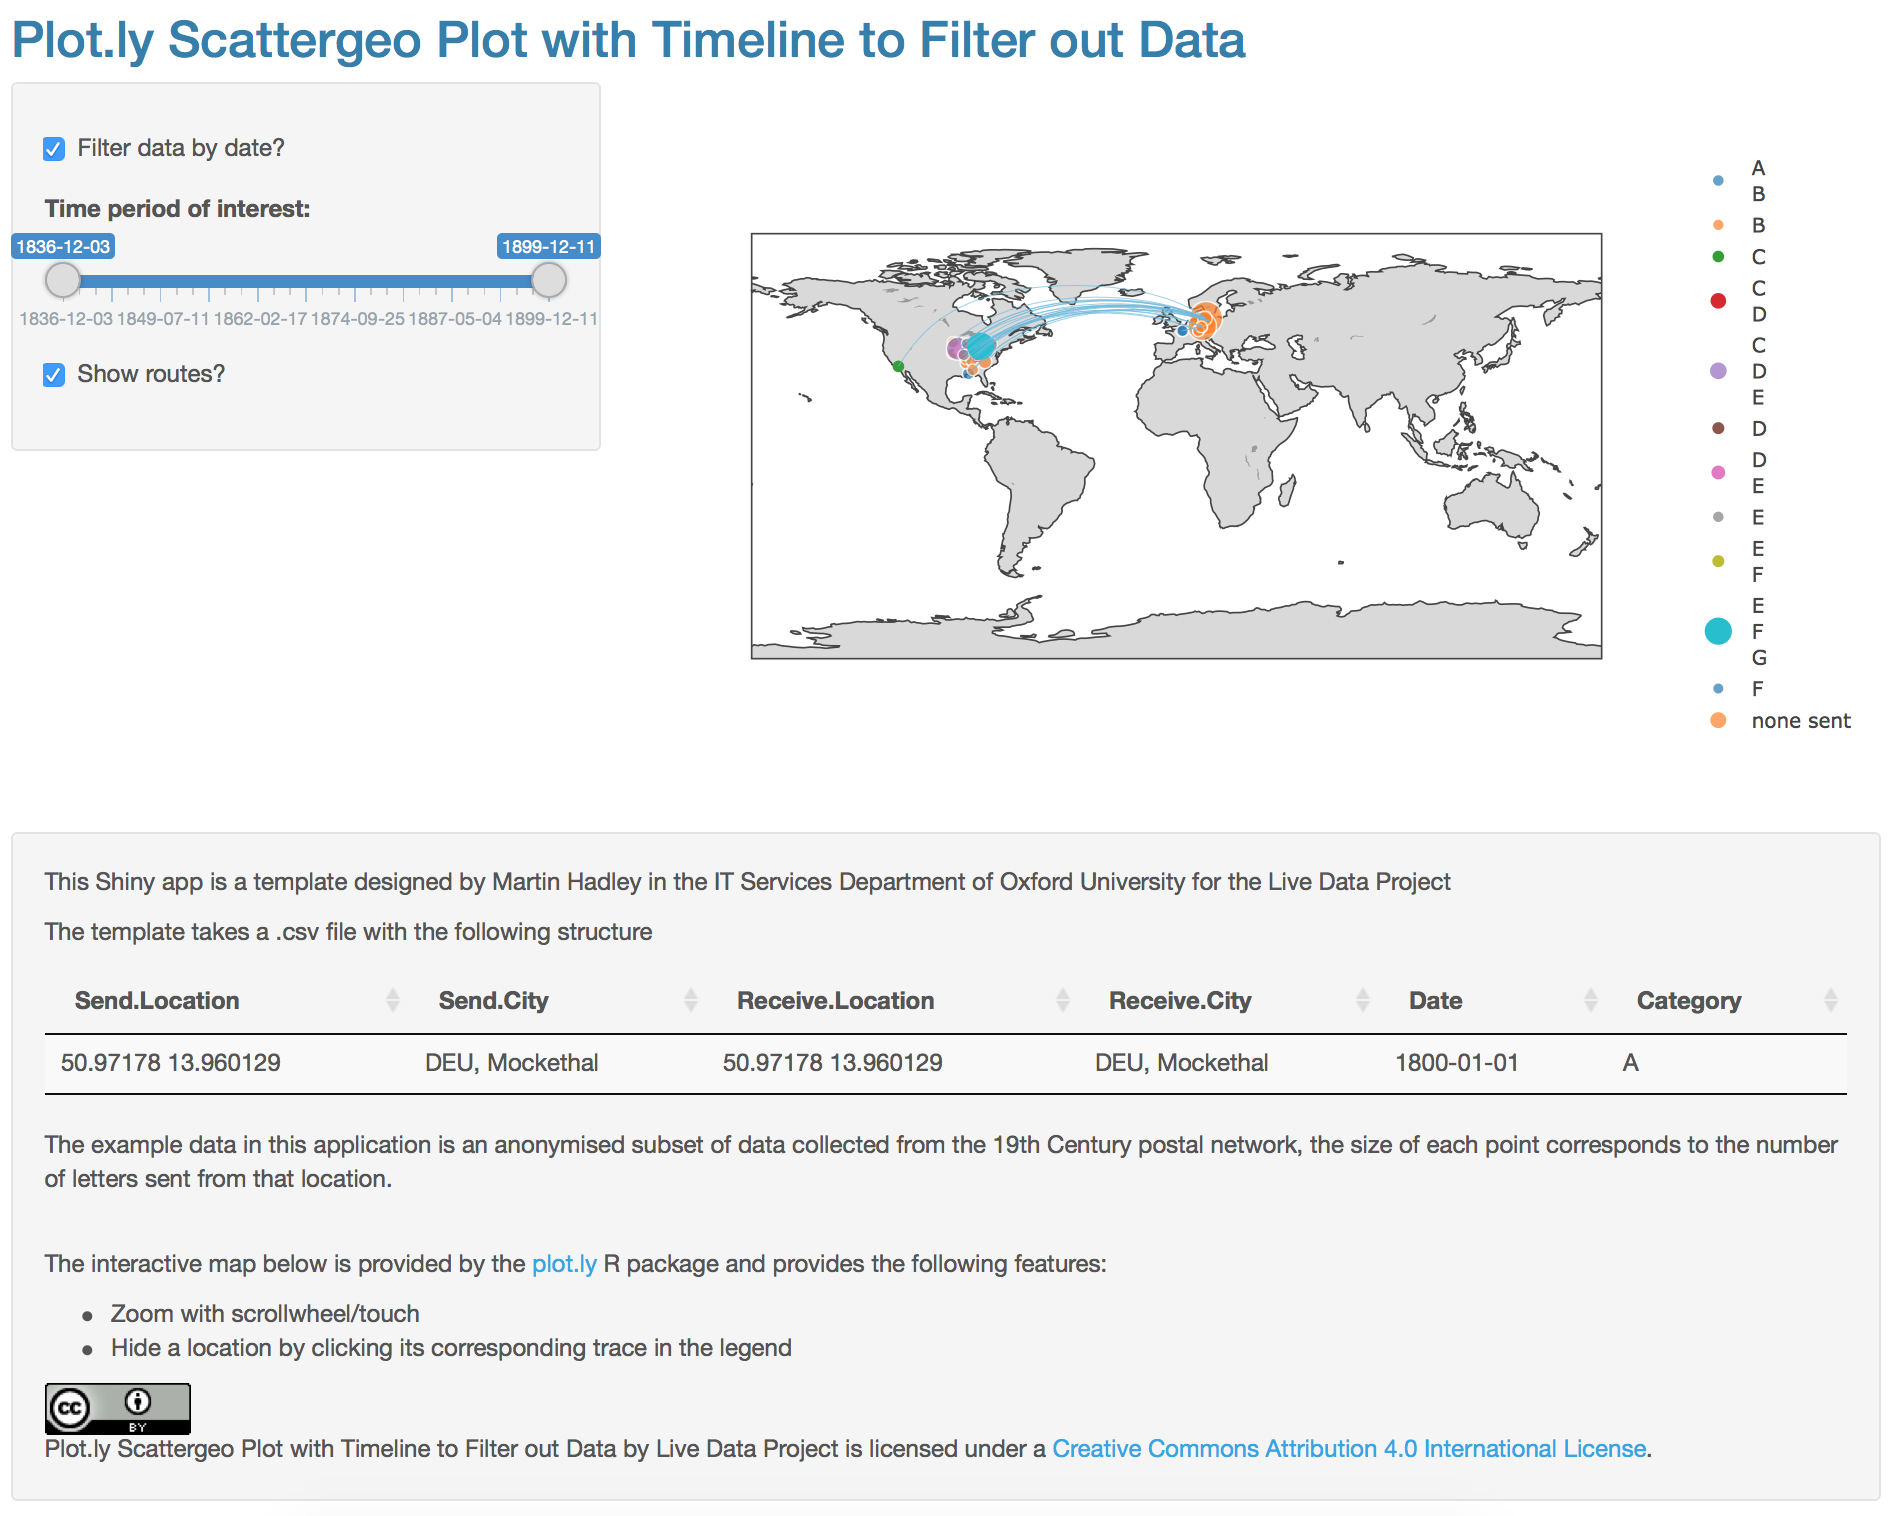 Plot.ly Scattergeo Plot with Timeline to Filter out Data
Filter data by date?
Time period of interest:
1836-12-03 1899-12-11
1836-12-03 1849-07-11 1862-02-17 1874-09-25 1887-05-04 1899-12-11
Show routes?
A
B
B
C
C
D
C
D
E
D
D
E
E
E
F
E
F
G
F
none sent
This Shiny app is a template designed by Martin Hadley in the IT Services Department of Oxford University for the Live Data Project
The template takes a .csv file with the following structure
Send.Location Send.City Receive.Location Receive.City Date Category
50.97178 13.960129 DEU, Mockethal 50.97178 13.960129 DEU, Mockethal 1800-01-01 A
The example data in this application is an anonymised subset of data collected from the 19th Century postal network, the size of each point corresponds to the number
of letters sent from that location.
The interactive map below is provided by the plot.ly R package and provides the following features:
Zoom with scrollwheel/touch
Hide a location by clicking its corresponding trace in the legend
cc
BY
Plot.ly Scattergeo Plot with Timeline to Filter out Data by Live Data Project is licensed under a Creative Commons Attribution 4.0 International License.